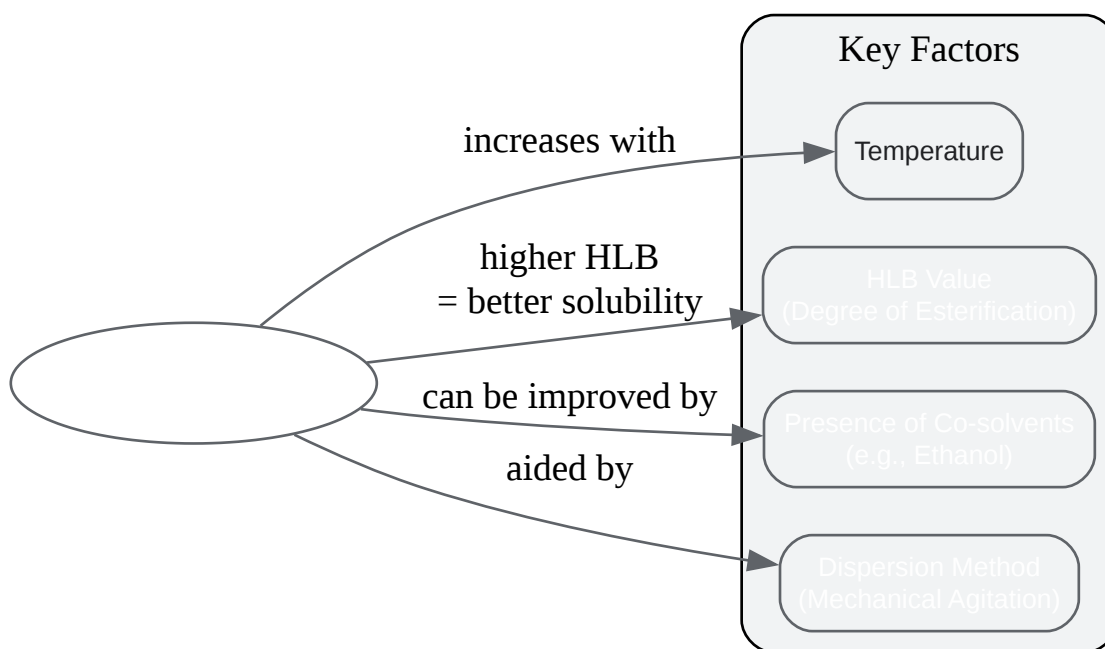 Key Factors
increases with
Temperature
higher HLB
= better solubility
HLB Value
(Degree of Esterification)
can be improved by
Presence of Co-solvents
(e.g., Ethanol)
aided by
Dispersion Method
(Mechanical Agitation)